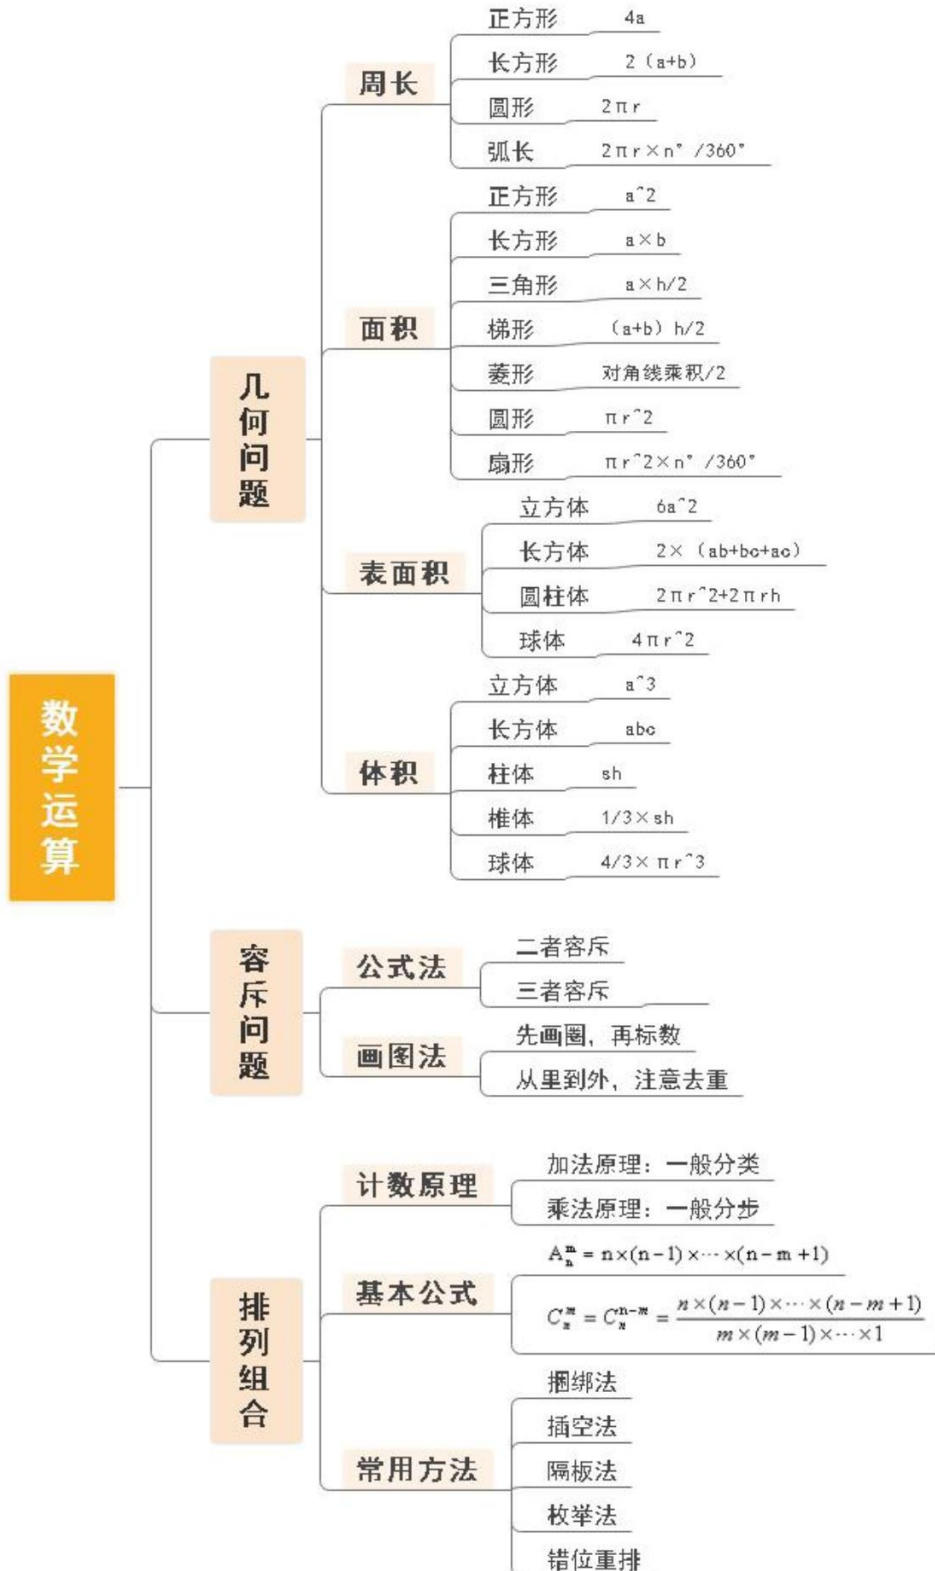 数学运算
几何问题
周长
正方形 4a
长方形 2（a+b）
圆形 2πr
弧长 2πr×n°/360°
面积
正方形 a^2
长方形 a×b
三角形 a×h/2
梯形 （a+b）h/2
菱形 对角线乘积/2
圆形 πr^2
扇形 πr^2×n°/360°
表面积
立方体 6a^2
长方体 2×（ab+bc+ac）
圆柱体 2πr^2+2πrh
球体 4πr^2
体积
立方体 a^3
长方体 abc
柱体 sh
椎体 1/3×sh
球体 4/3×πr^3
容斥问题
公式法
二者容斥
三者容斥
画图法
先画圈，再标数
从里到外，注意去重
排列组合
计数原理
加法原理：一般分类
乘法原理：一般分步
基本公式
A_n^m = n×(n-1)×⋯×(n-m+1)
C_n^m = C_n^{n-m} = \frac{n×(n-1)×⋯×(n-m+1)}{m×(m-1)×⋯×1}
常用方法
捆绑法
插空法
隔板法
枚举法
错位重排